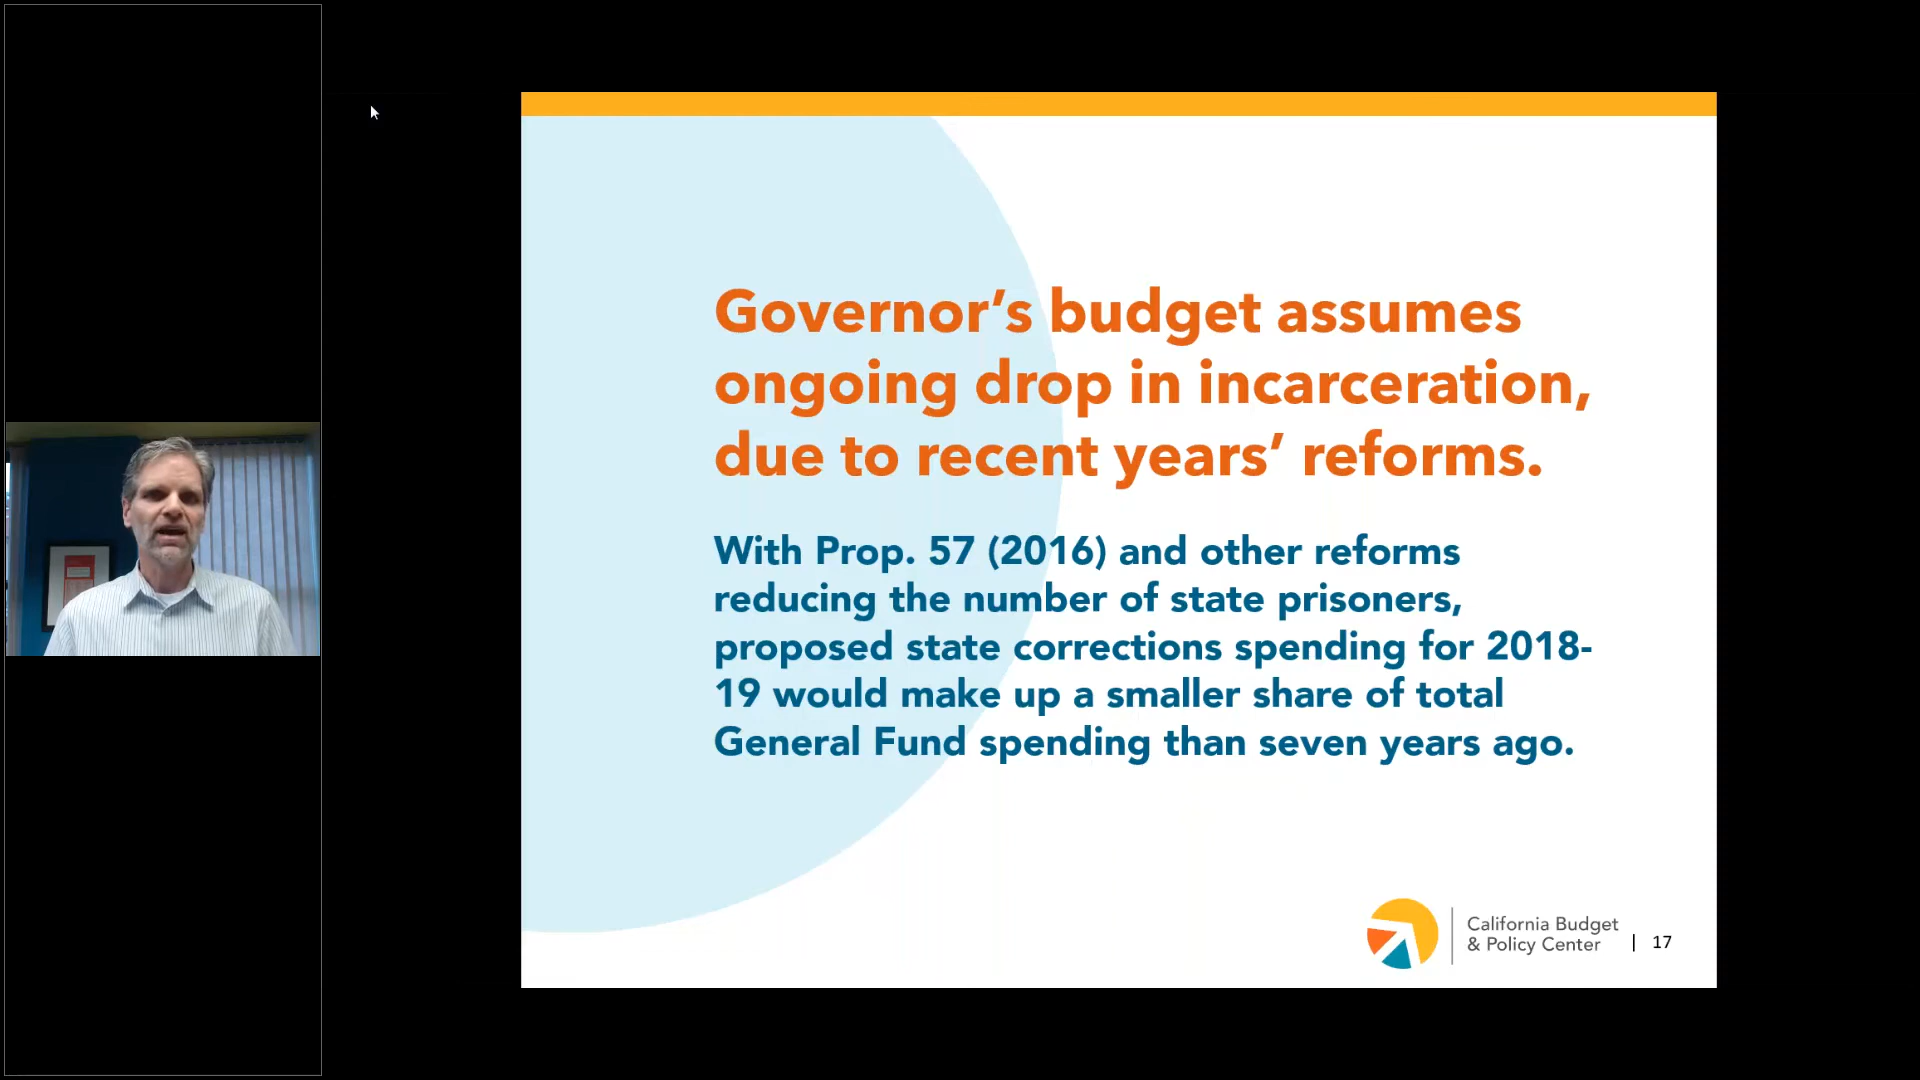 Governor’s budget assumes
ongoing drop in incarceration,
due to recent years’ reforms.
With Prop. 57 (2016) and other reforms
reducing the number of state prisoners,
proposed state corrections spending for 2018-
19 would make up a smaller share of total
General Fund spending than seven years ago.
California Budget
& Policy Center | 17